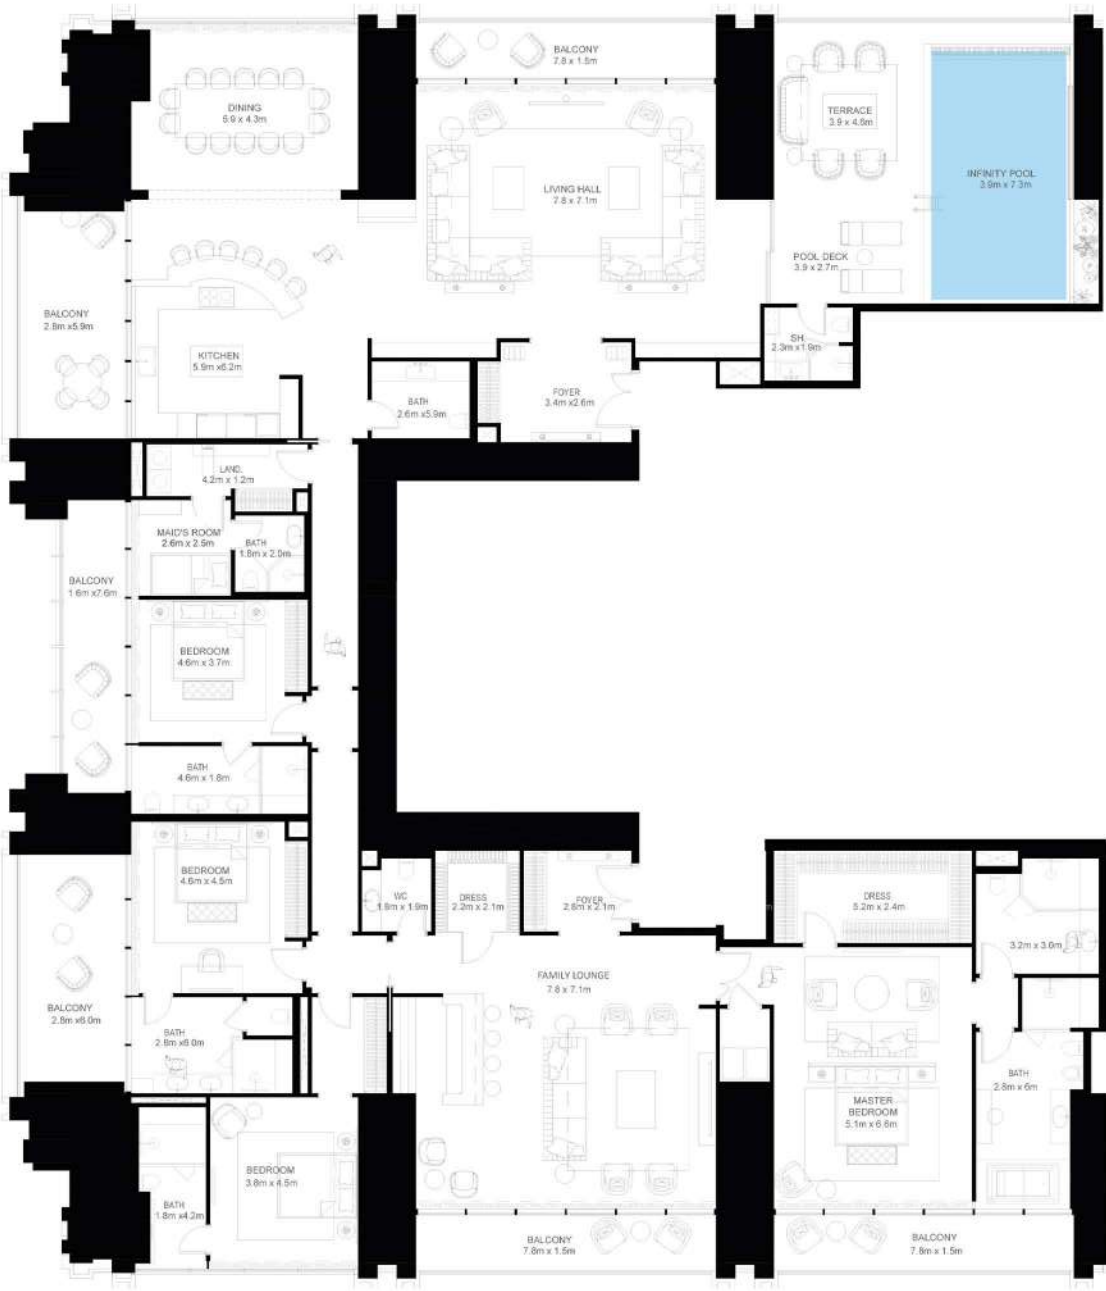 BALCONY
7.8 x 1.5m
DINING
5.9 x 4.3m
TERRACE
3.9 x 4.6m
INFINITY POOL
3.9m x 7.3m
LIVING HALL
7.8 x 7.1m
POOL DECK
3.9 x 2.7m
BALCONY
2.8m x5.9m
KITCHEN
5.9m x6.2m
SH.
2.3m x1.9m
BATH
2.6m x5.9m
FOYER
3.4m x2.6m
LAND.
4.2m x 1.2m
MAID'S ROOM
2.6m x 2.5m
BATH
1.8m x 2.0m
BALCONY
1.6m x7.6m
BEDROOM
4.6m x 3.7m
BATH
4.6m x 1.8m
BEDROOM
4.6m x 4.5m
WC
1.8m x 1.9m
DRESS
2.2m x 2.1m
FOYER
2.8m x 2.1m
DRESS
5.2m x 2.4m
3.2m x 3.6m
FAMILY LOUNGE
7.8 x 7.1m
BALCONY
2.8m x6.0m
BATH
2.8m x6.0m
BATH
2.8m x 6m
MASTER
BEDROOM
5.1m x 6.6m
BEDROOM
3.8m x 4.5m
BATH
1.8m x4.2m
BALCONY
7.8m x 1.5m
BALCONY
7.8m x 1.5m